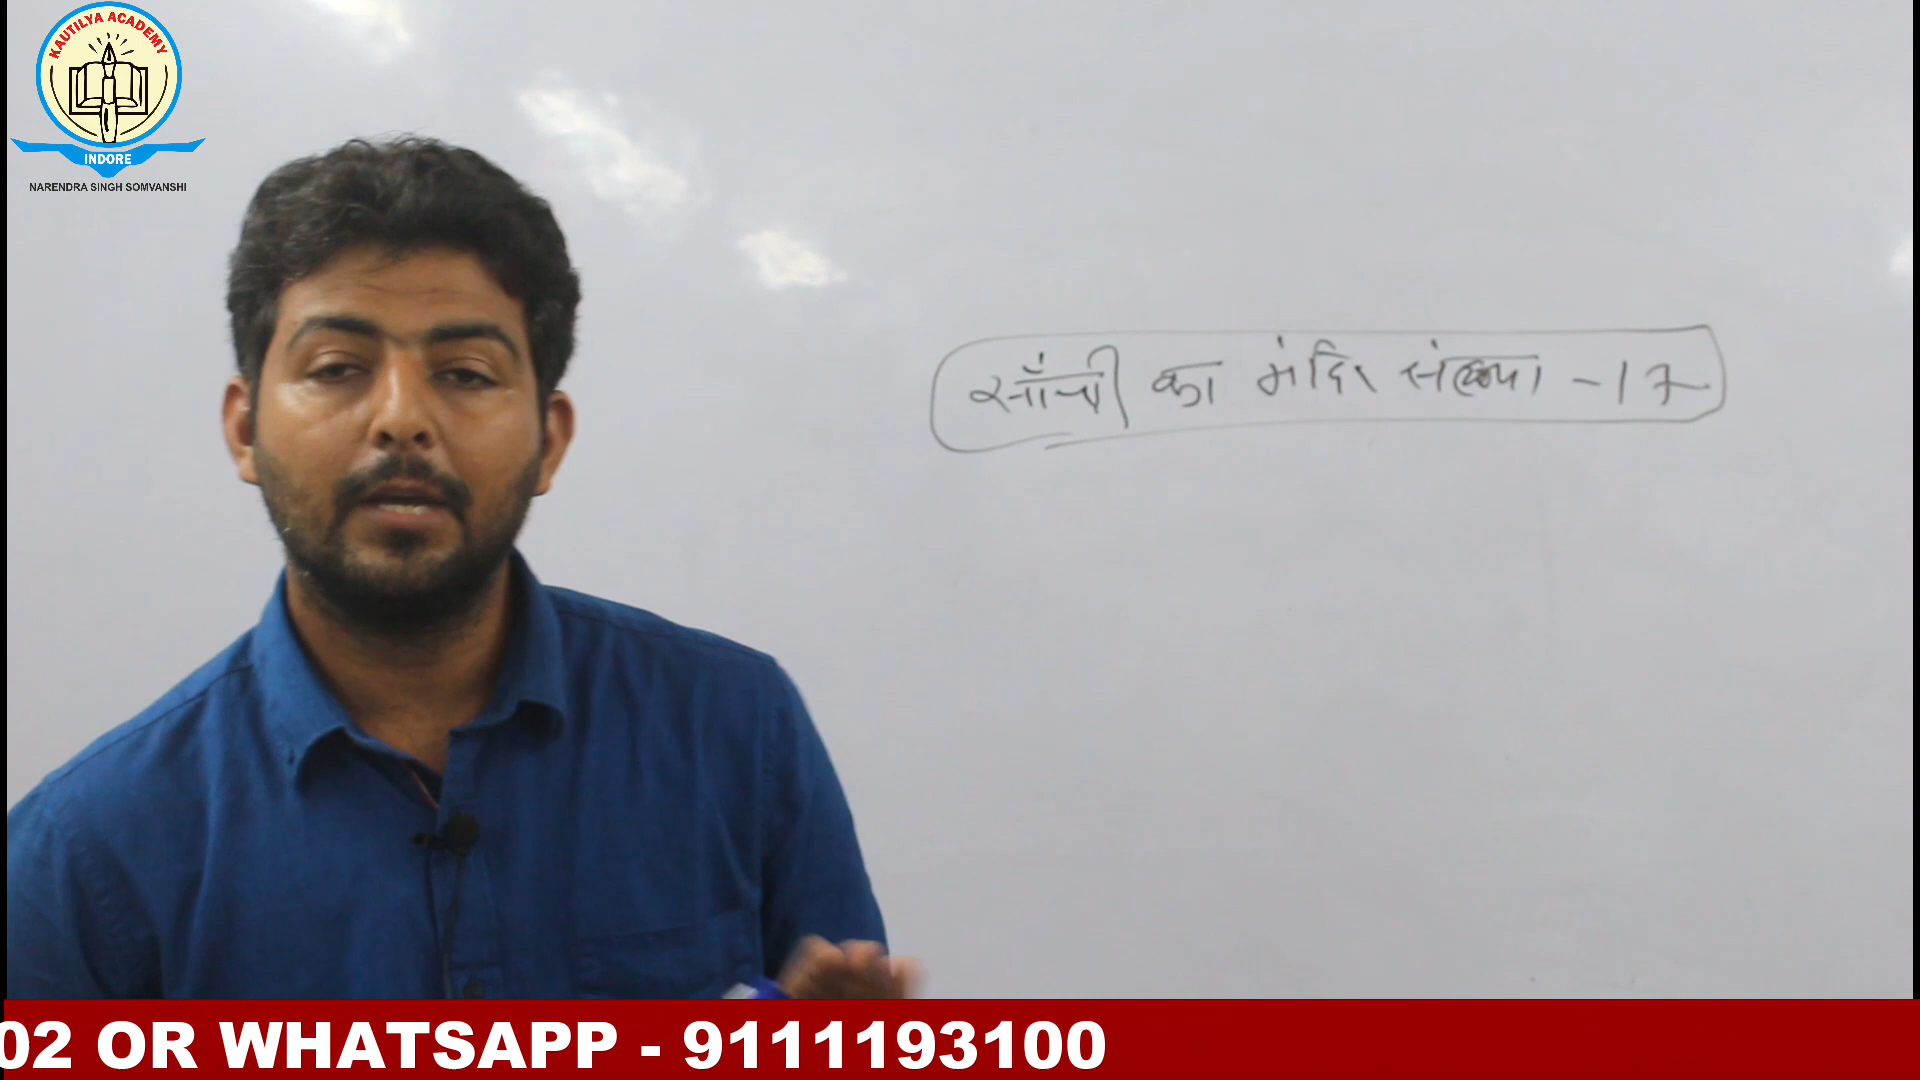 KAUTILYA ACADEMY
INDORE
NARENDRA SINGH SOMVANSHI
साँची का मंदिर संख्या - 17
02 OR WHATSAPP - 9111193100